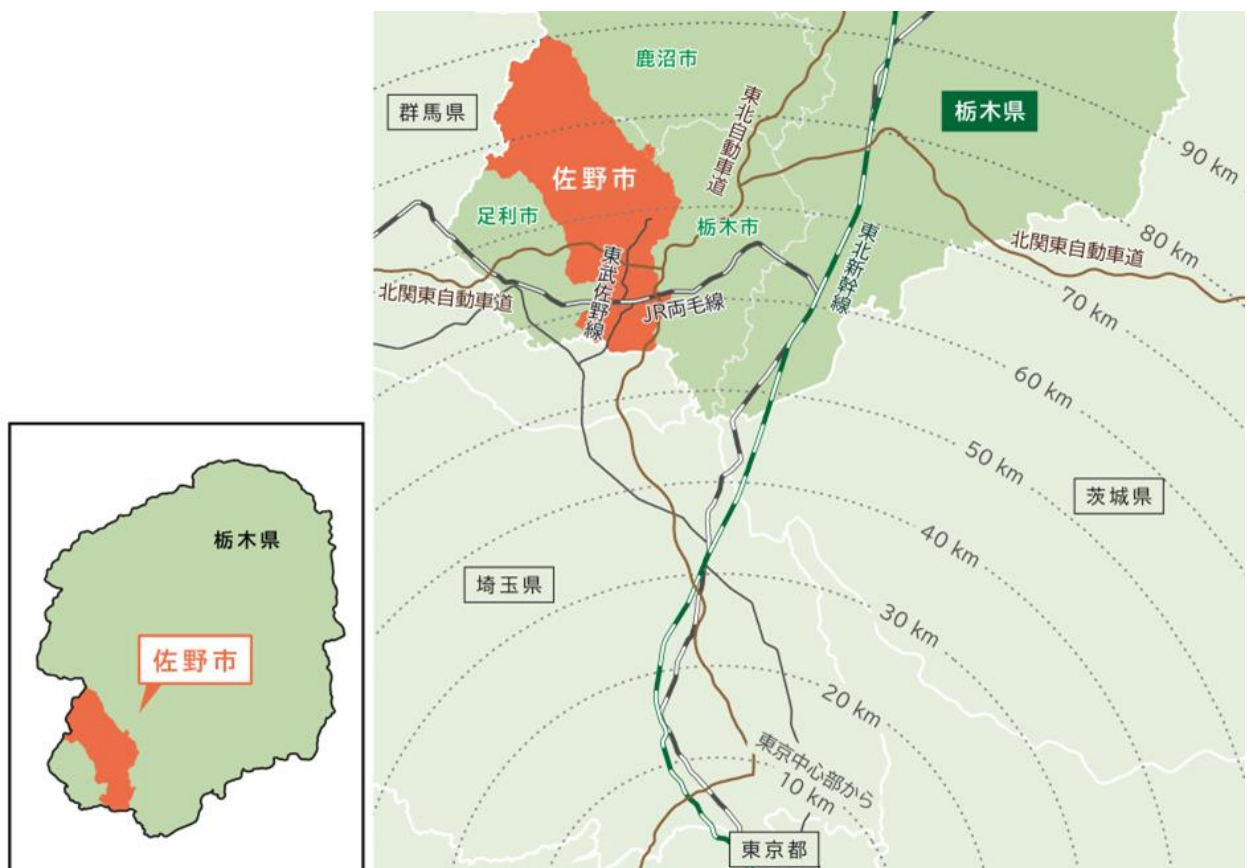 鹿沼市
群馬県
東北自動車道
栃木県
90 km
佐野市
足利市
栃木市
80 km
北関東自動車道
東武佐野線
東北新幹線
北関東自動車道
JR両毛線
70 km
60 km
50 km
茨城県
栃木県
40 km
埼玉県
30 km
佐野市
20 km
東京中心部から
10 km
東京都